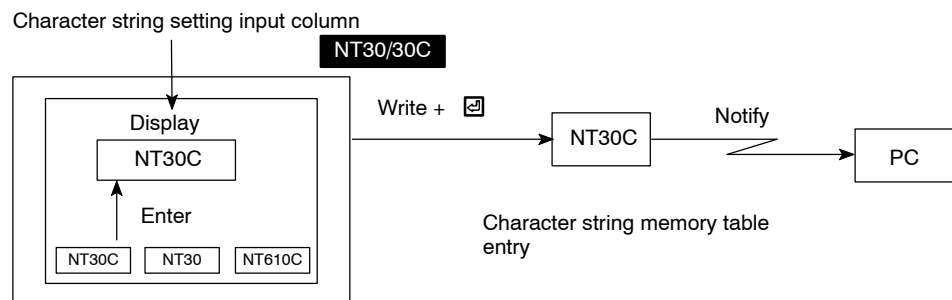 Character string setting input column
NT30/30C
Display
NT30C
Enter
NT30C NT30 NT610C
Write +
NT30C
Notify
PC
Character string memory table
entry